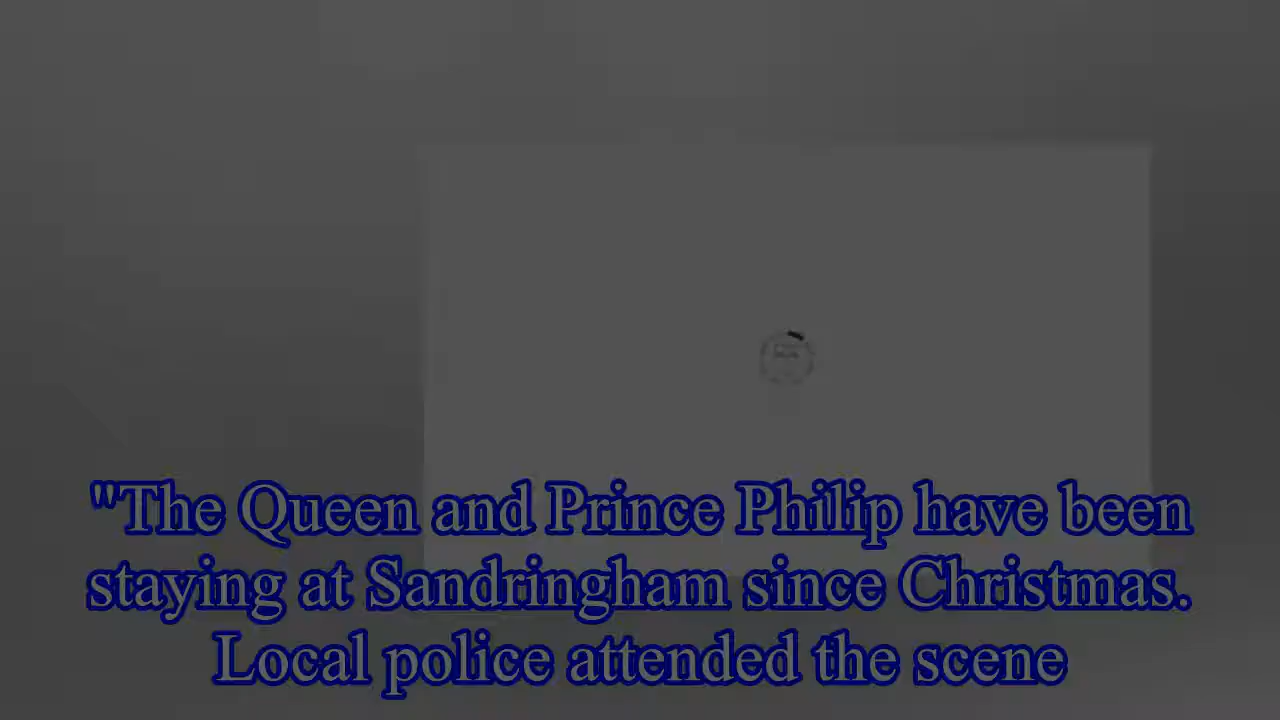 "The Queen and Prince Philip have been
staying at Sandringham since Christmas.
Local police attended the scene